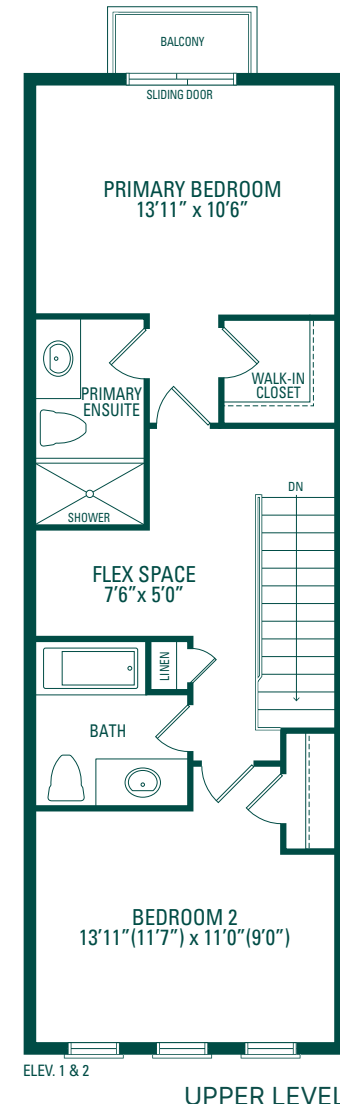 BALCONY
SLIDING DOOR
PRIMARY BEDROOM
13'11" x 10'6"
WALK-IN
CLOSET
PRIMARY
ENSUITE
DN
SHOWER
FLEX SPACE
7'6"x 5'0"
LINEN
BATH
BEDROOM 2
13'11"(11'7") x 11'0"(9'0")
ELEV. 1 & 2
UPPER LEVEL